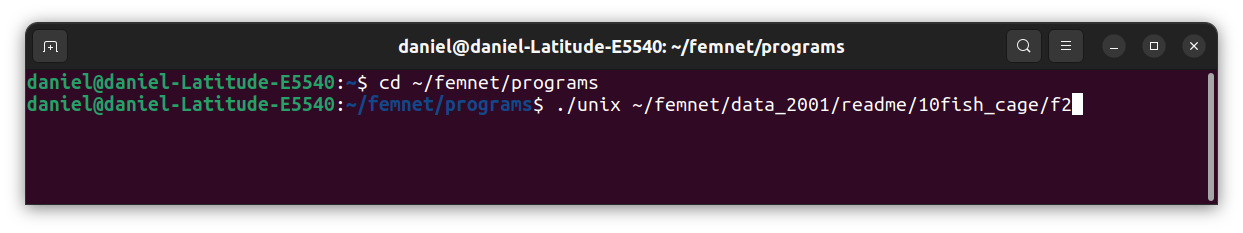 daniel@daniel-Latitude-E5540: ~/femnet/programs
daniel@daniel-Latitude-E5540:~$ cd ~/femnet/programs
daniel@daniel-Latitude-E5540:~/femnet/programs$ ./unix ~/femnet/data_2001/readme/10fish_cage/f2